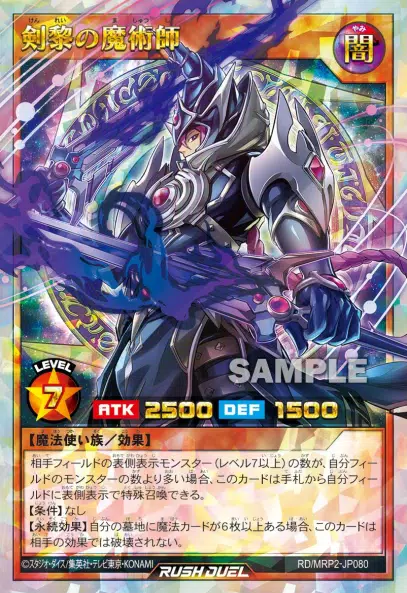 剣黎の魔術師
けんれい まじゅつし
やみ
闇
SAMPLE
LEVEL
7
ATK 2500 DEF 1500
【魔法使い族／効果】
相手フィールドの表側表示モンスター（レベル7以上）の数が、自分フィー
ルドのモンスターの数より多い場合、このカードは手札から自分フィー
ルドに表側表示で特殊召喚できる。
【条件】なし
【永続効果】自分の墓地に魔法カードが6枚以上ある場合、このカードは
相手の効果では破壊されない。
©スタジオ・ダイス/集英社・テレビ東京・KONAMI
RUSH DUEL
RD/MRP2-JP080